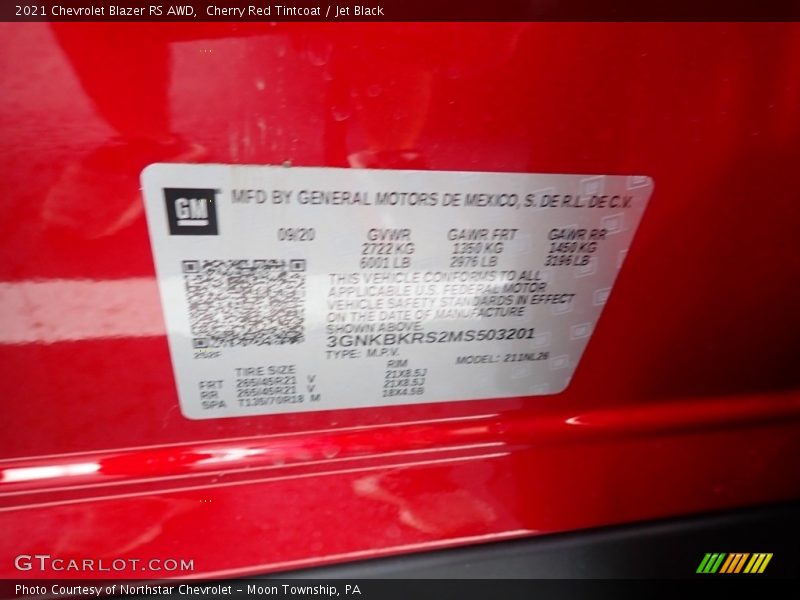 2021 Chevrolet Blazer RS AWD, Cherry Red Tintcoat / Jet Black
GM MFD BY GENERAL MOTORS DE MEXICO, S. DE R.L. DE C.V.
09/20 GVWR GAWR FRT GAWR RR
2722 KG 1350 KG 1450 KG
6001 LB 2976 LB 3196 LB
THIS VEHICLE CONFORMS TO ALL
APPLICABLE U.S. FEDERAL MOTOR
VEHICLE SAFETY STANDARDS IN EFFECT
ON THE DATE OF MANUFACTURE
SHOWN ABOVE.
3GNKBKRS2MS503201
TYPE: M.P.V. MODEL: 211NL26
TIRE SIZE RIM
FRT 265/45R21 V 21X8.5J
RR 265/45R21 V 21X8.5J
SPA T135/70R18 M 18X4.5B
GTCARLOT.COM
Photo Courtesy of Northstar Chevrolet - Moon Township, PA